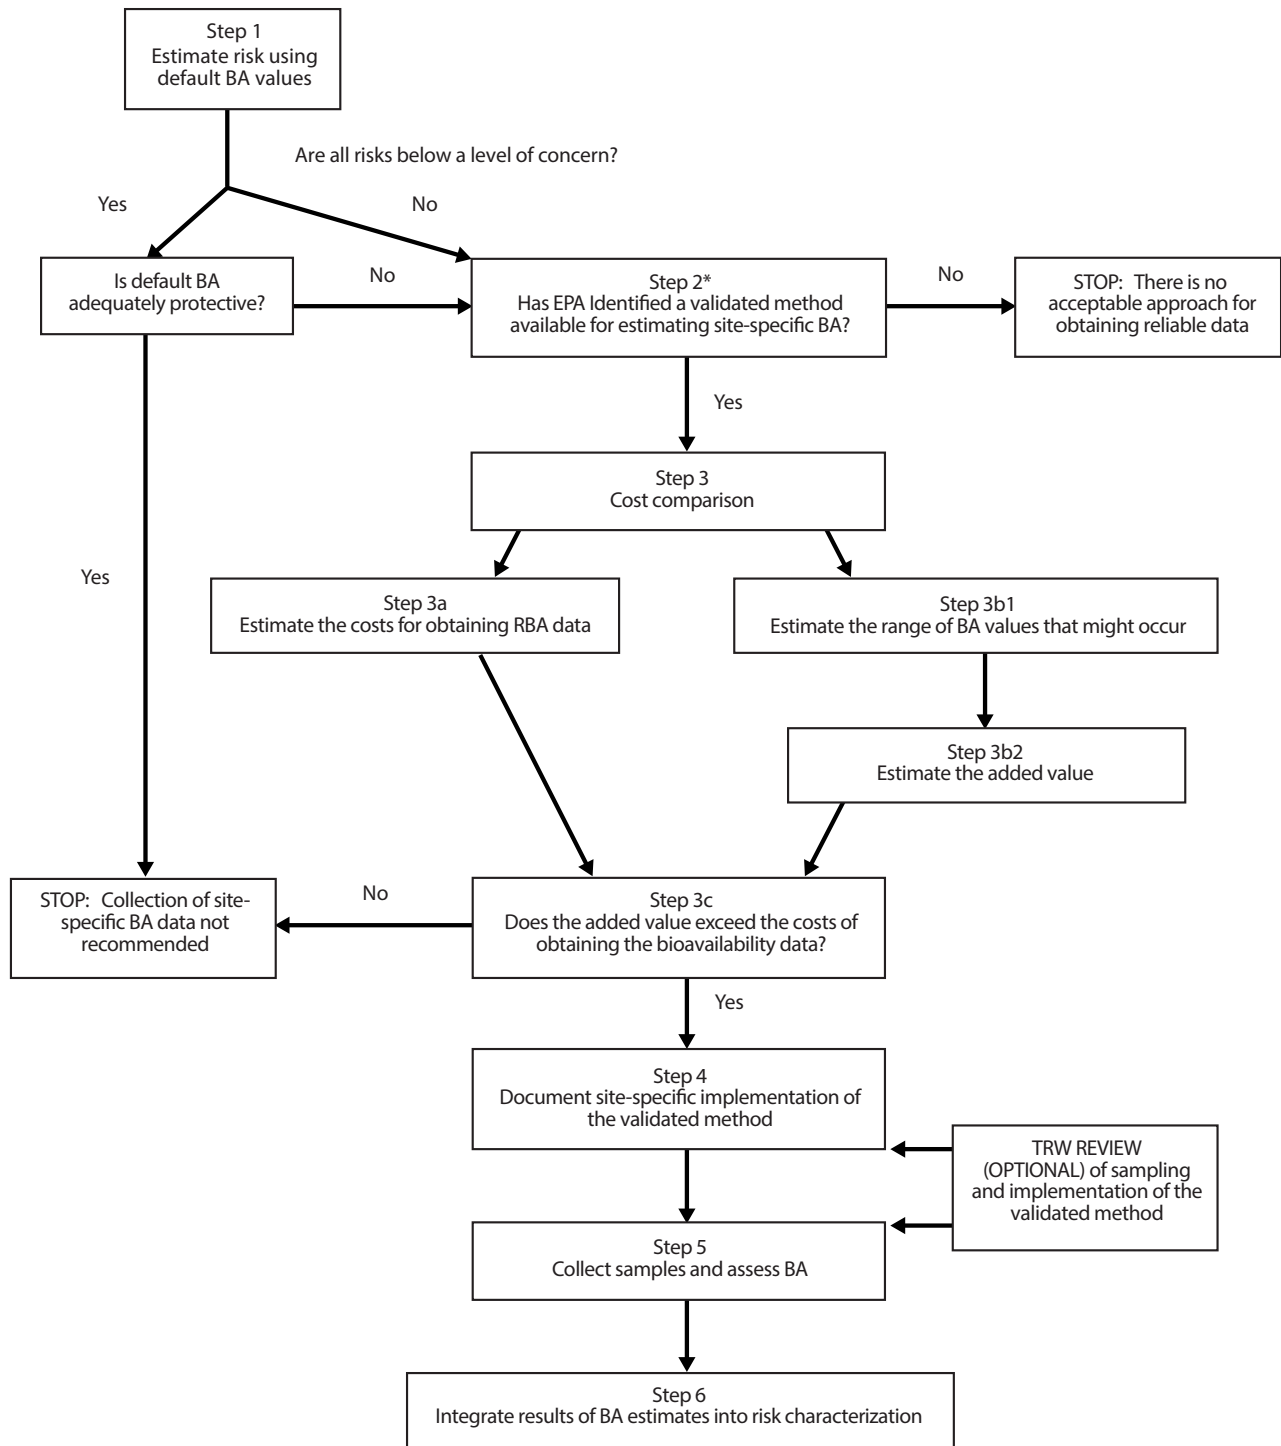 Step 1
Estimate risk using
default BA values
Are all risks below a level of concern?
Yes
No
Is default BA
adequately protective?
No
Step 2*
Has EPA Identified a validated method
available for estimating site-specific BA?
No
STOP: There is no
acceptable approach for
obtaining reliable data
Yes
Step 3
Cost comparison
Yes
Step 3a
Estimate the costs for obtaining RBA data
Step 3b1
Estimate the range of BA values that might occur
Step 3b2
Estimate the added value
STOP: Collection of site-
specific BA data not
recommended
No
Step 3c
Does the added value exceed the costs of
obtaining the bioavailability data?
Yes
Step 4
Document site-specific implementation of
the validated method
TRW REVIEW
(OPTIONAL) of sampling
and implementation of the
validated method
Step 5
Collect samples and assess BA
Step 6
Integrate results of BA estimates into risk characterization